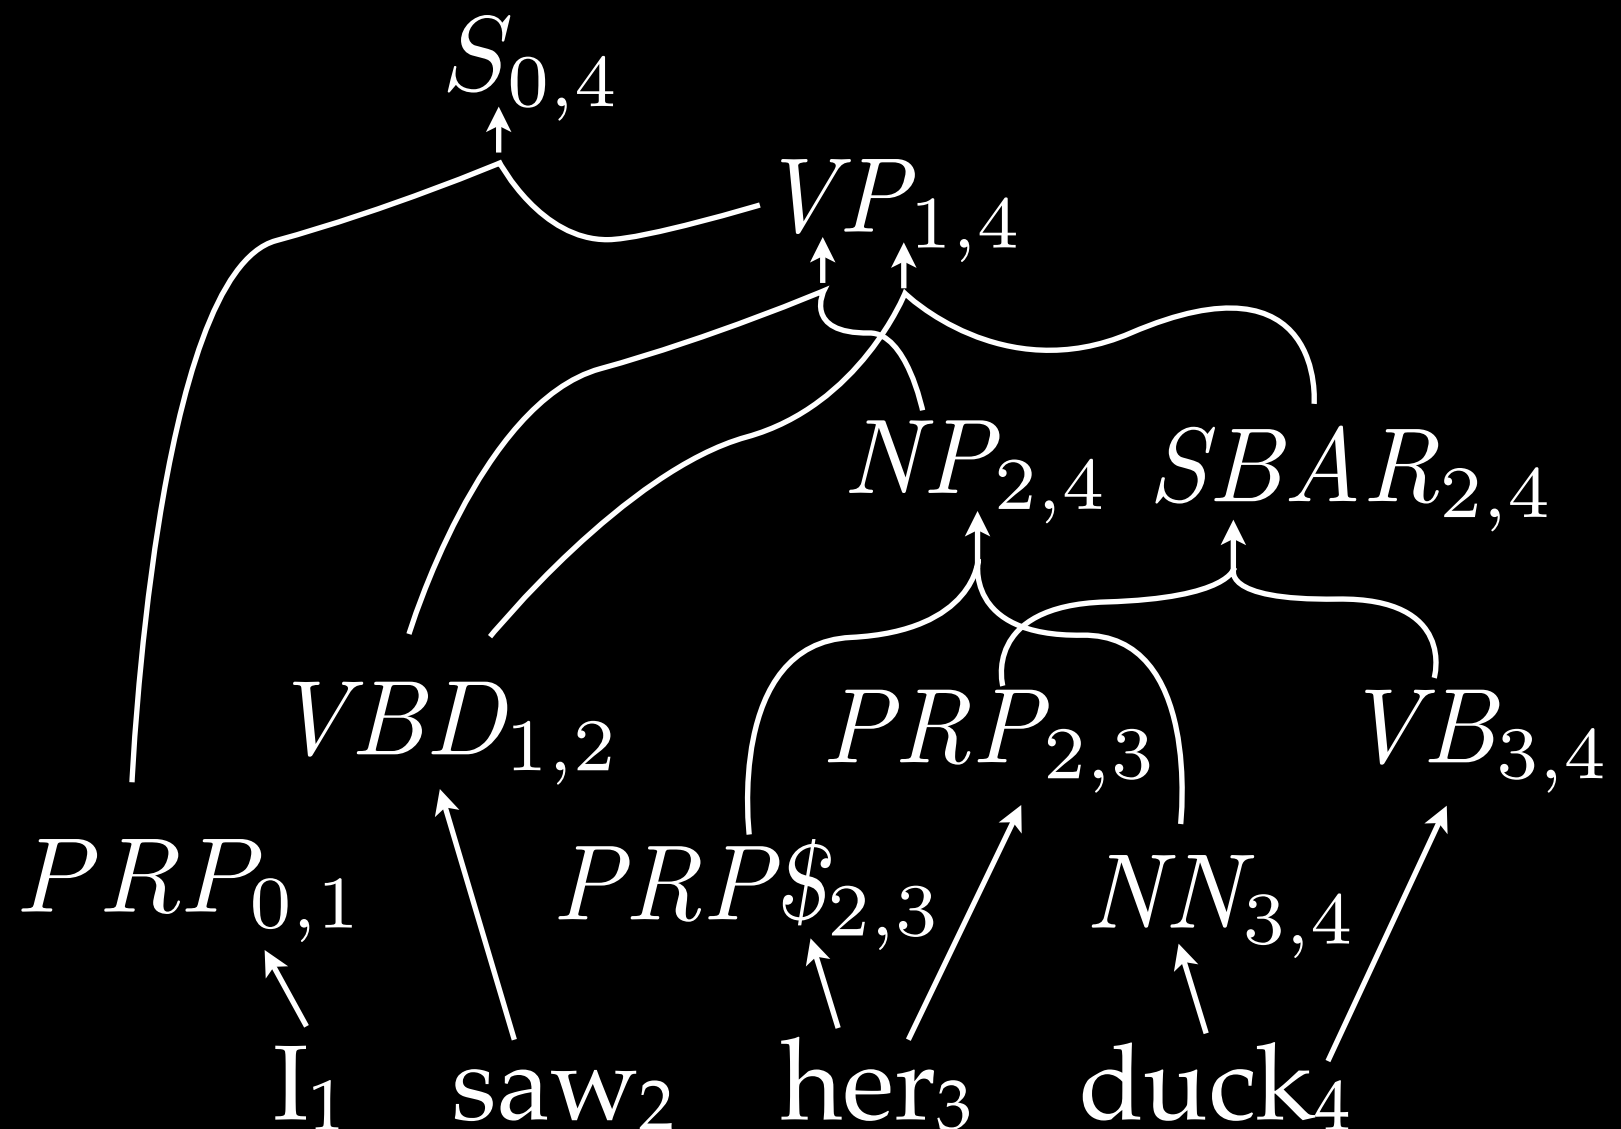 S0,4
VP1,4
NP2,4 SBAR2,4
VBD1,2 PRP2,3 VB3,4
PRP0,1 PRP$2,3 NN3,4
I1 saw2 her3 duck4